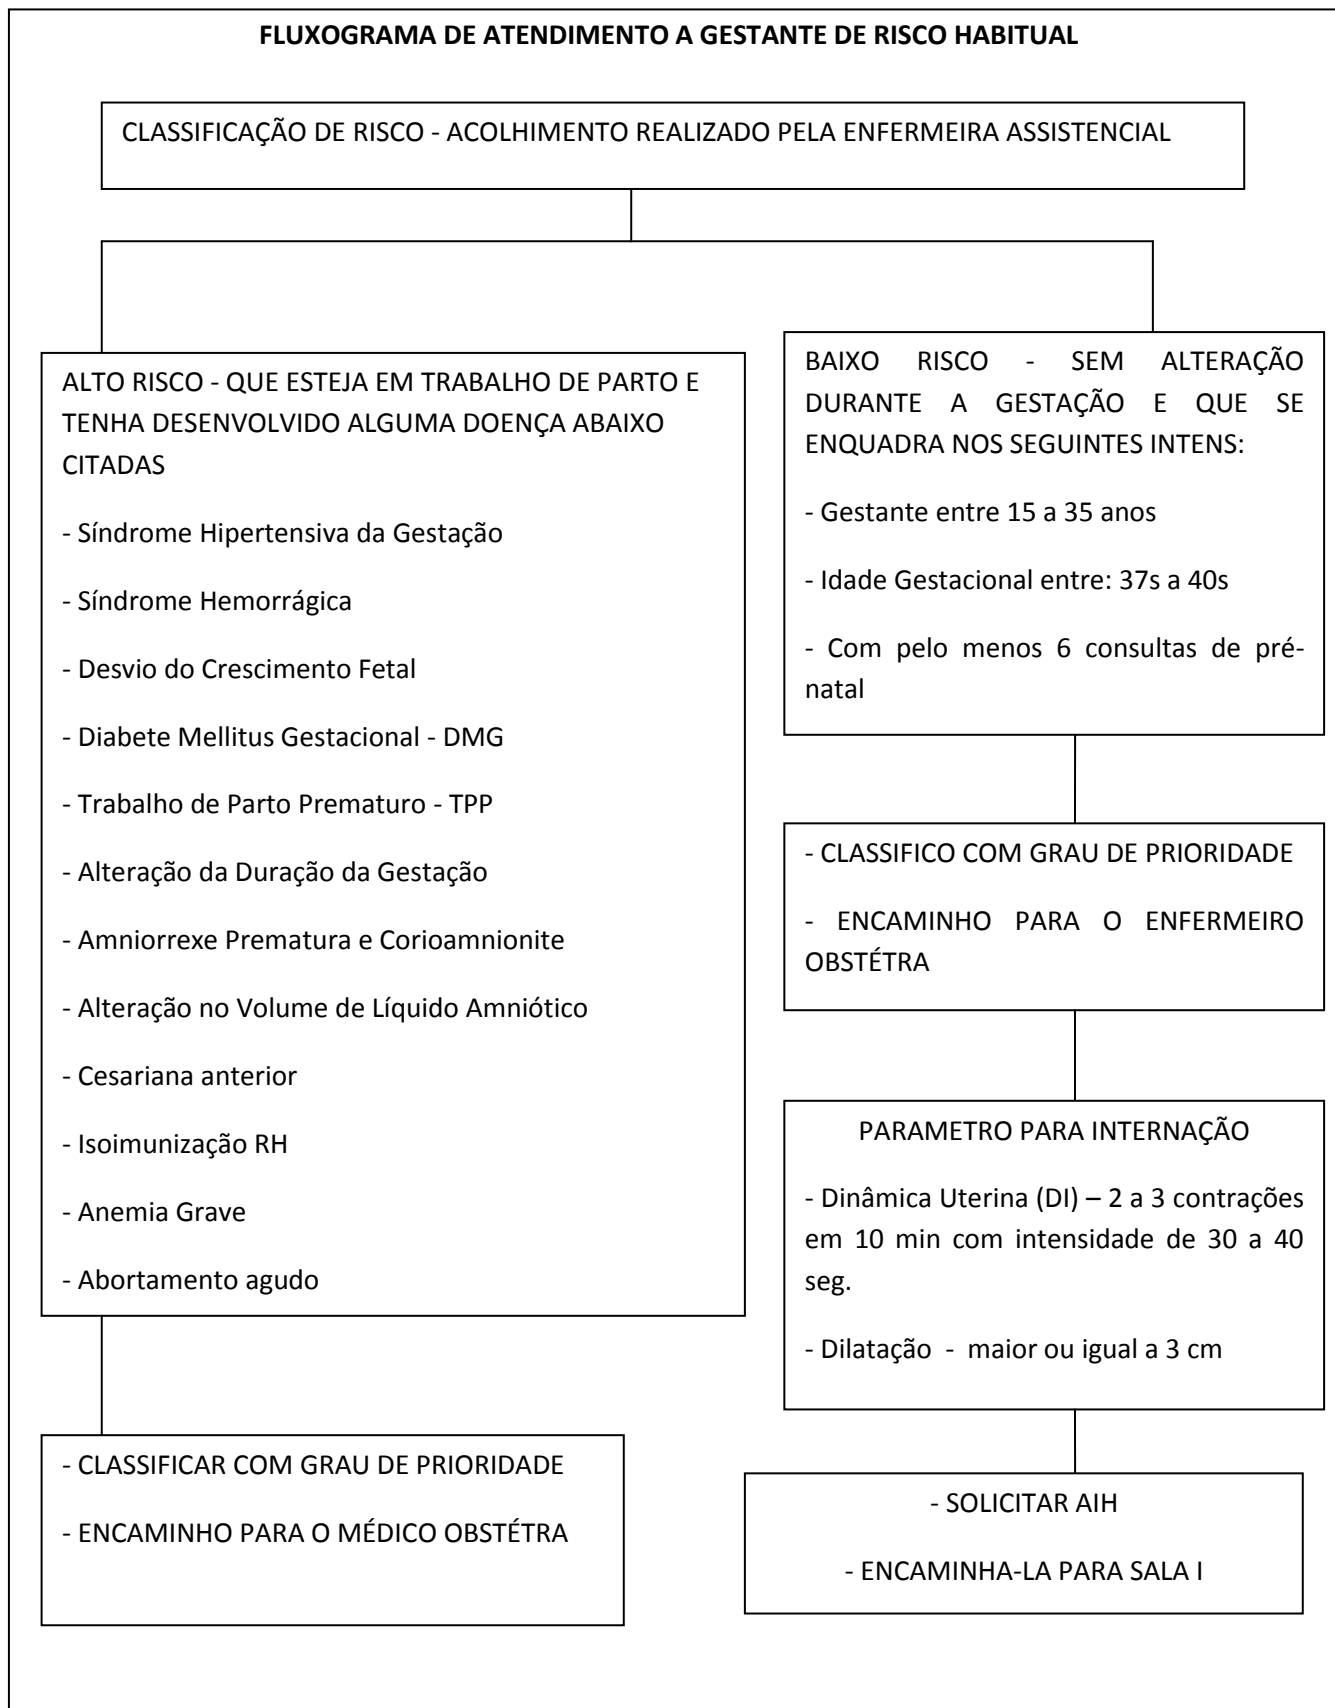 FLUXOGRAMA DE ATENDIMENTO A GESTANTE DE RISCO HABITUAL
CLASSIFICAÇÃO DE RISCO - ACOLHIMENTO REALIZADO PELA ENFERMEIRA ASSISTENCIAL
ALTO RISCO - QUE ESTEJA EM TRABALHO DE PARTO E
TENHA DESENVOLVIDO ALGUMA DOENÇA ABAIXO
CITADAS
- Síndrome Hipertensiva da Gestação
- Síndrome Hemorrágica
- Desvio do Crescimento Fetal
- Diabete Mellitus Gestacional - DMG
- Trabalho de Parto Prematuro - TPP
- Alteração da Duração da Gestação
- Amniorrexe Prematura e Corioamnionite
- Alteração no Volume de Líquido Amniótico
- Cesariana anterior
- Isoimunização RH
- Anemia Grave
- Abortamento agudo
- CLASSIFICAR COM GRAU DE PRIORIDADE
- ENCAMINHO PARA O MÉDICO OBSTÉTRA
BAIXO RISCO - SEM ALTERAÇÃO
DURANTE A GESTAÇÃO E QUE SE
ENQUADRA NOS SEGUINTES INTENS:
- Gestante entre 15 a 35 anos
- Idade Gestacional entre: 37s a 40s
- Com pelo menos 6 consultas de pré-
natal
- CLASSIFICO COM GRAU DE PRIORIDADE
- ENCAMINHO PARA O ENFERMEIRO
OBSTÉTRA
PARAMETRO PARA INTERNAÇÃO
- Dinâmica Uterina (DI) – 2 a 3 contrações
em 10 min com intensidade de 30 a 40
seg.
- Dilatação - maior ou igual a 3 cm
- SOLICITAR AIH
- ENCAMINHA-LA PARA SALA I